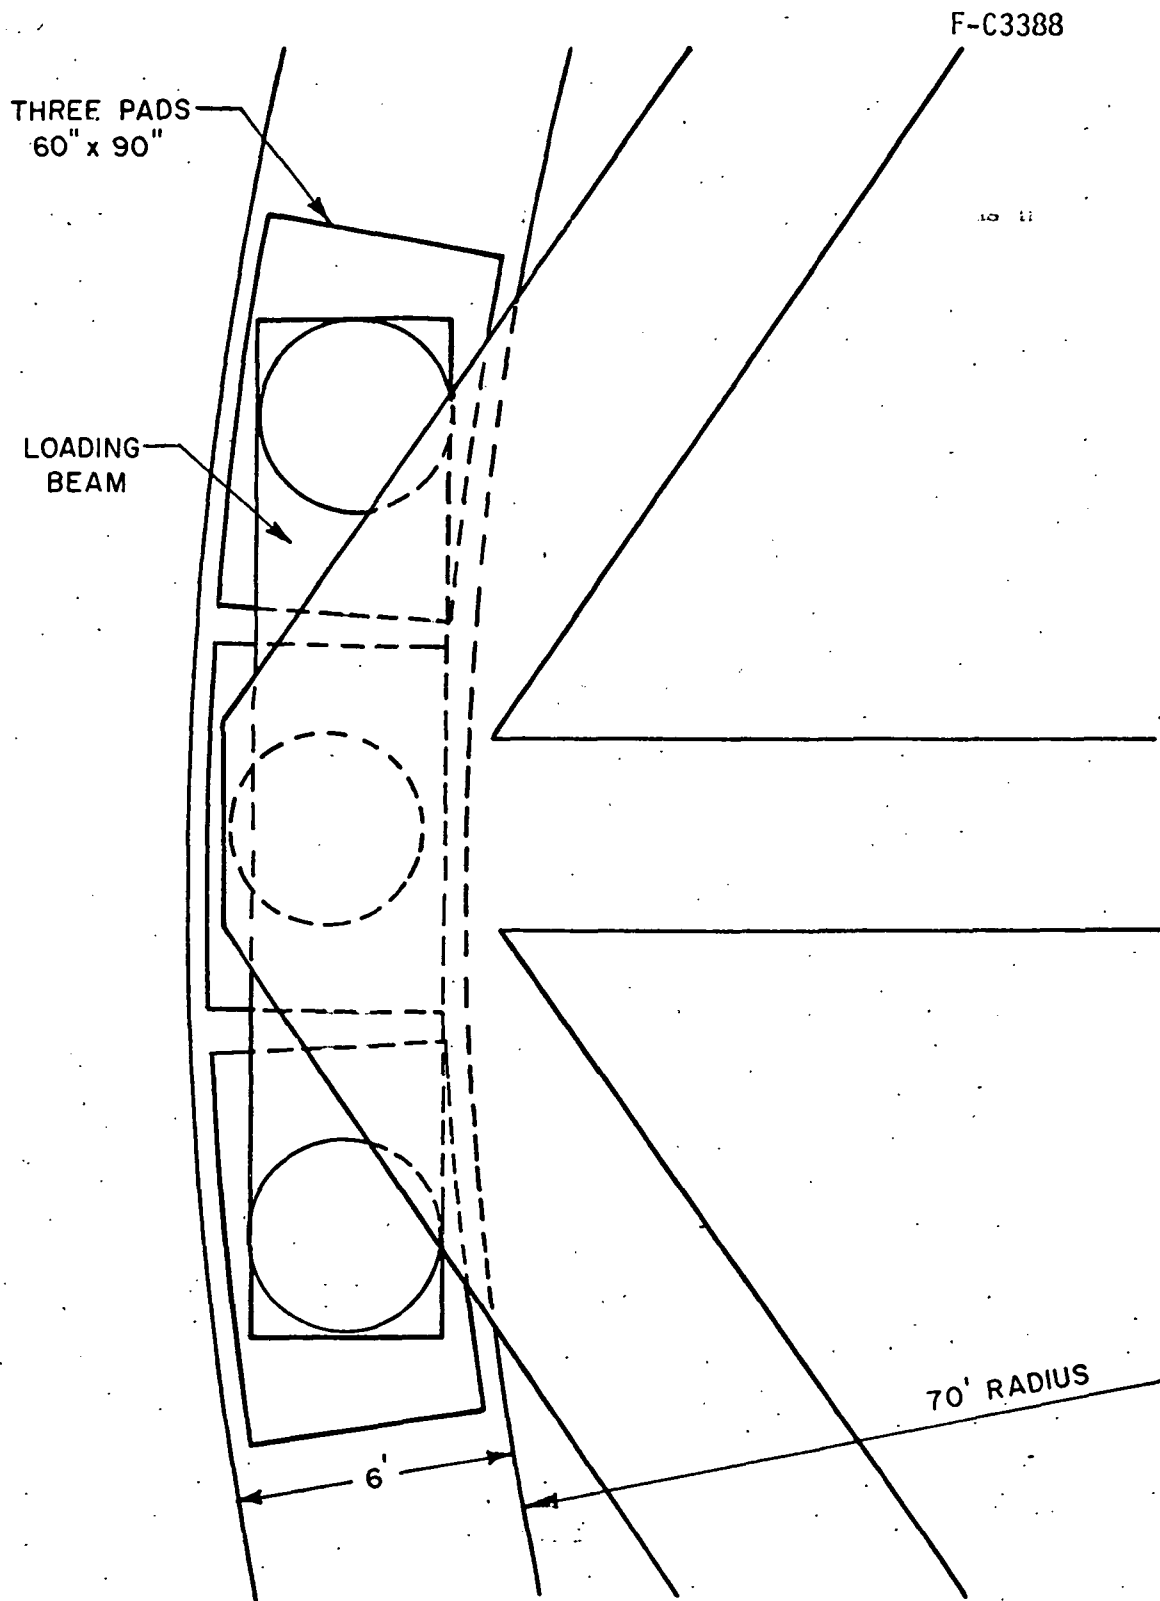 F-C3388
THREE PADS
60" x 90"
LOADING
BEAM
70' RADIUS
6'